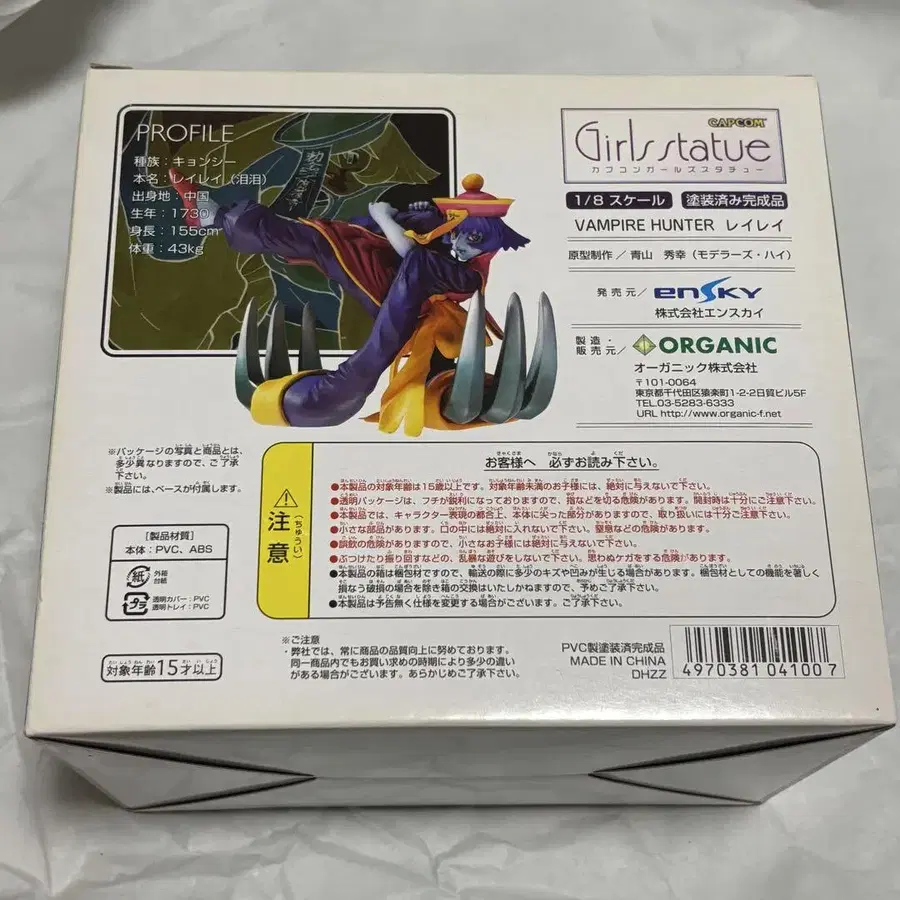 PROFILE
種族：キョンシー
本名：レイレイ（泪泪）
出身地：中国
生年：1730
身長：155cm
体重：43kg
CAPCOM
Girls statue
カプコンガールズスタチュー
1/8 スケール
塗装済み完成品
VAMPIRE HUNTER レイレイ
原型制作／青山 秀幸（モデラーズ・ハイ）
発売元／ enSKY
株式会社エンスカイ
製造・
販売元／ ORGANIC
オーガニック株式会社
〒101-0064
東京都千代田区猿楽町1-2-2日貿ビル5F
TEL.03-5283-6333
URL http://www.organic-f.net
※パッケージの写真と商品とは、
多少異なりますので、ご了承
下さい。
※製品には、ベースが付属します。
【製品材質】
本体：PVC、ABS
紙
外箱
台紙
プラ
透明カバー：PVC
透明トレイ：PVC
対象年齢15才以上
注意
（ちゅうい）
お客様へ 必ずお読み下さい。
●本製品の対象年齢は15歳以上です。対象年齢未満のお子様には、絶対に与えないで下さい。
●透明パッケージは、フチが鋭利になっておりますので、指などを切る危険があります。開封時は十分にご注意下さい。
●本製品では、キャラクター表現の都合上、本体に尖った部分がありますので、取り扱いには十分ご注意下さい。
●小さな部品があります。口の中には絶対に入れないで下さい。窒息などの危険があります。
●誤飲の危険がありますので、小さなお子様には絶対に与えないで下さい。
●ぶつけたり振り回すなどの、乱暴な遊びをしないで下さい。思わぬケガをする危険があります。
●本製品の箱は梱包材ですので、輸送の際に多少のキズや凹みが生じる場合があります。梱包材としての機能を著しく
損なう破損の場合を除き箱の交換はいたしかねますので、予めご了承下さい。
●本製品は予告無く仕様を変更する場合がございます。ご了承下さい。
※ご注意
・弊社では、常に商品の品質向上に努めております。
同一商品内でもお買い求めの時期により多少の違い
がある場合がございます。あらかじめご了承下さい。
PVC製塗装済完成品
MADE IN CHINA
DHZZ
4970381041007